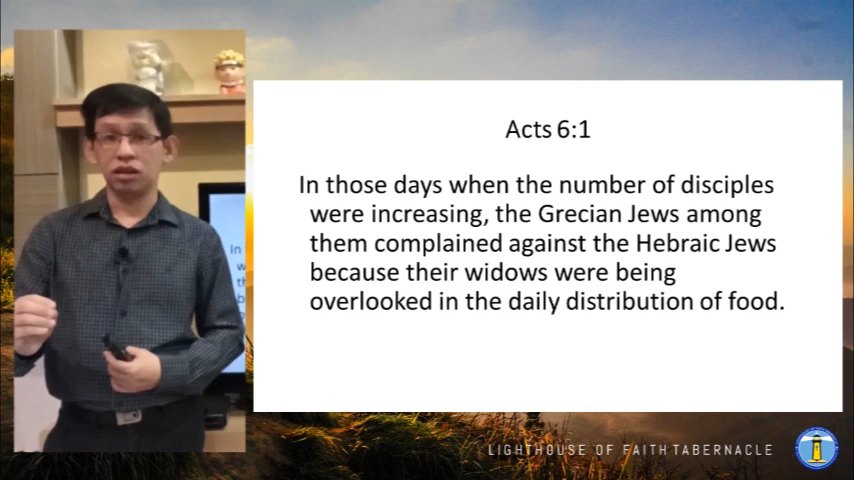 Acts 6:1
In those days when the number of disciples
were increasing, the Grecian Jews among
them complained against the Hebraic Jews
because their widows were being
overlooked in the daily distribution of food.
In
LIGHTHOUSE OF FAITH TABERNACLE